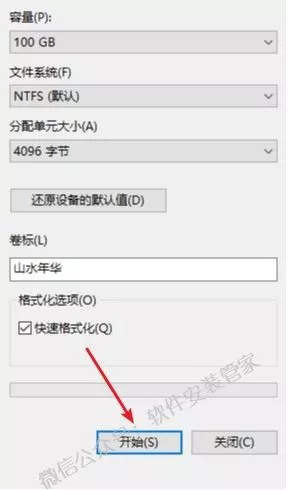 容量(P):
100 GB
文件系统(F)
NTFS (默认)
分配单元大小(A)
4096 字节
还原设备的默认值(D)
卷标(L)
山水年华
格式化选项(O)
快速格式化(Q)
开始(S)
关闭(C)
微信公众号：软件安装管家